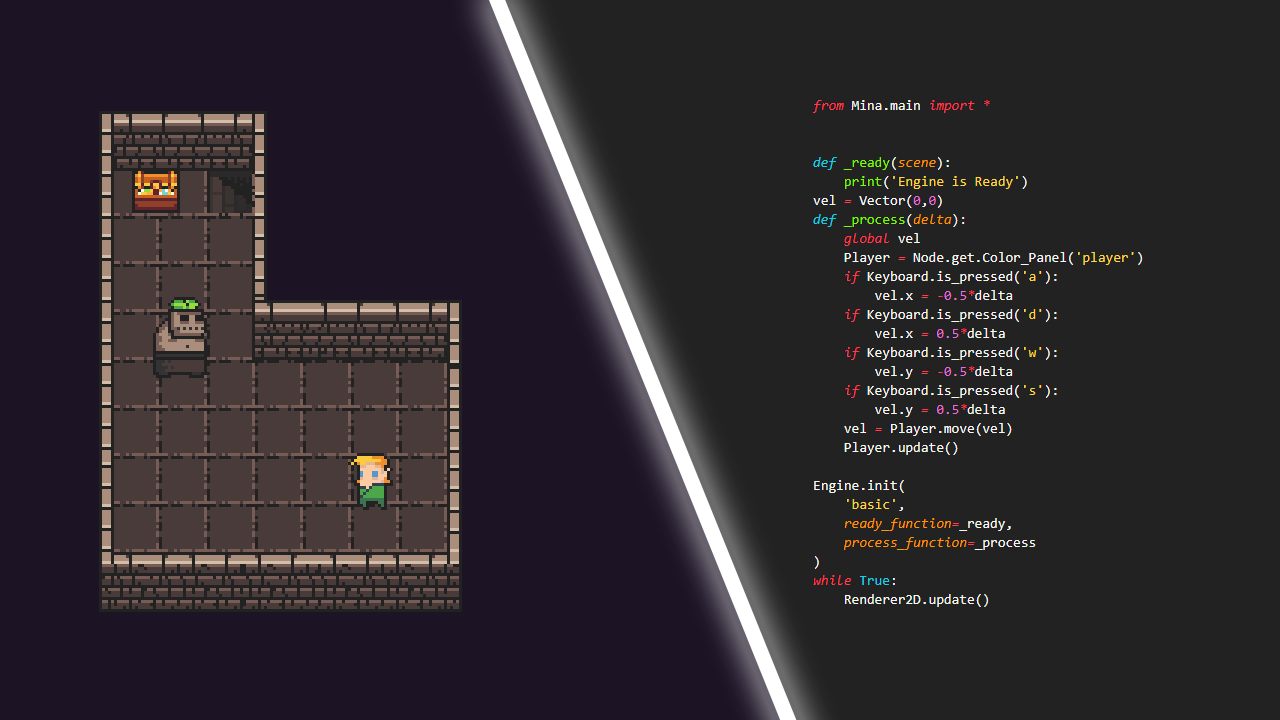 from Mina.main import *
def _ready(scene):
    print('Engine is Ready')
vel = Vector(0,0)
def _process(delta):
    global vel
    Player = Node.get.Color_Panel('player')
    if Keyboard.is_pressed('a'):
        vel.x = -0.5*delta
    if Keyboard.is_pressed('d'):
        vel.x = 0.5*delta
    if Keyboard.is_pressed('w'):
        vel.y = -0.5*delta
    if Keyboard.is_pressed('s'):
        vel.y = 0.5*delta
    vel = Player.move(vel)
    Player.update()
Engine.init(
    'basic',
    ready_function=_ready,
    process_function=_process
)
while True:
    Renderer2D.update()